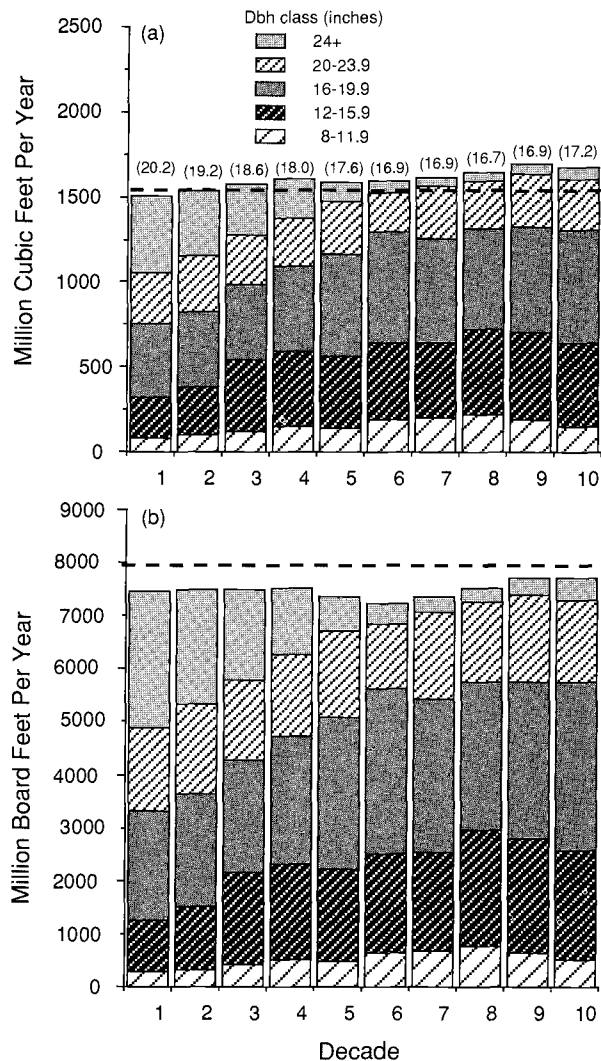 Dbh class (inches)
(a)
24+
20-23.9
16-19.9
12-15.9
8-11.9
2500
2000
1500
1000
500
0
Million Cubic Feet Per Year
(20.2) (19.2) (18.6) (18.0) (17.6) (16.9) (16.9) (16.7) (16.9) (17.2)
1 2 3 4 5 6 7 8 9 10
(b)
9000
8000
7000
6000
5000
4000
3000
2000
1000
0
Million Board Feet Per Year
1 2 3 4 5 6 7 8 9 10
Decade